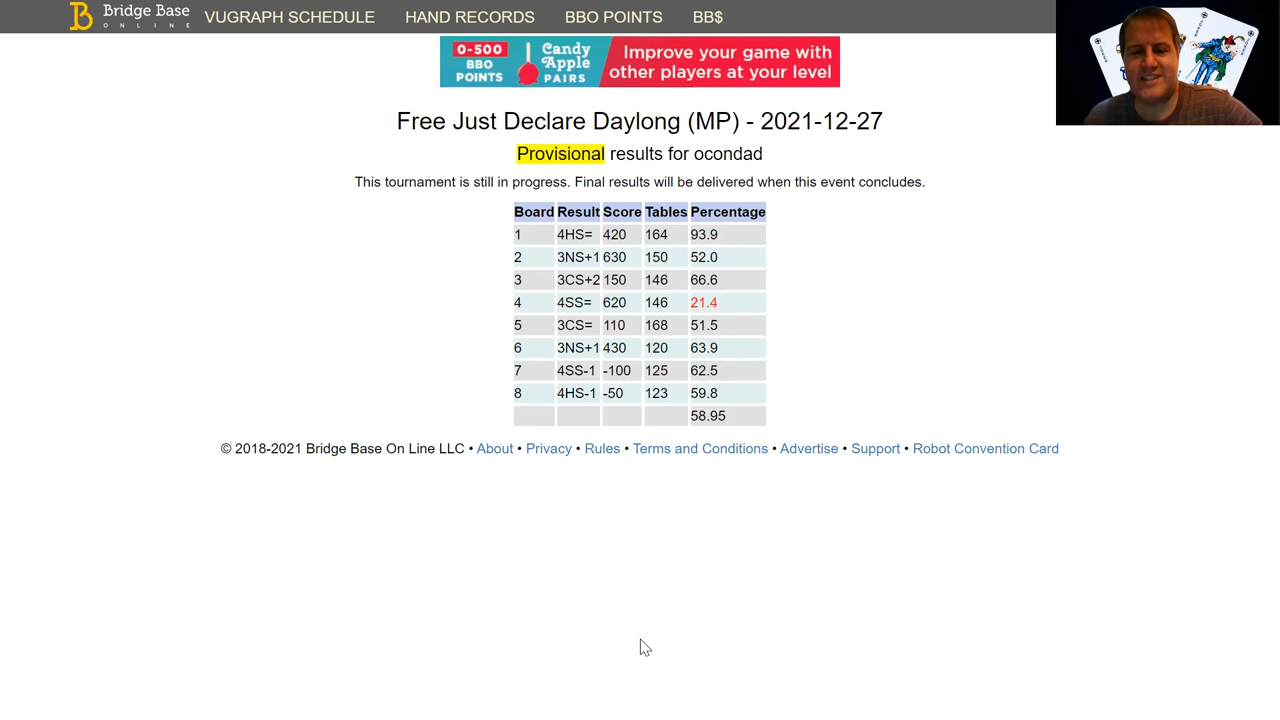 Bridge Base
ONLINE
VUGRAPH SCHEDULE HAND RECORDS BBO POINTS BB$
0-500 BBO POINTS
Candy Apple PAIRS
Improve your game with
other players at your level
Free Just Declare Daylong (MP) - 2021-12-27
Provisional results for ocondad
This tournament is still in progress. Final results will be delivered when this event concludes.
Board Result Score Tables Percentage
1 4HS= 420 164 93.9
2 3NS+1 630 150 52.0
3 3CS+2 150 146 66.6
4 4SS= 620 146 21.4
5 3CS= 110 168 51.5
6 3NS+1 430 120 63.9
7 4SS-1 -100 125 62.5
8 4HS-1 -50 123 59.8
58.95
© 2018-2021 Bridge Base On Line LLC • About • Privacy • Rules • Terms and Conditions • Advertise • Support • Robot Convention Card